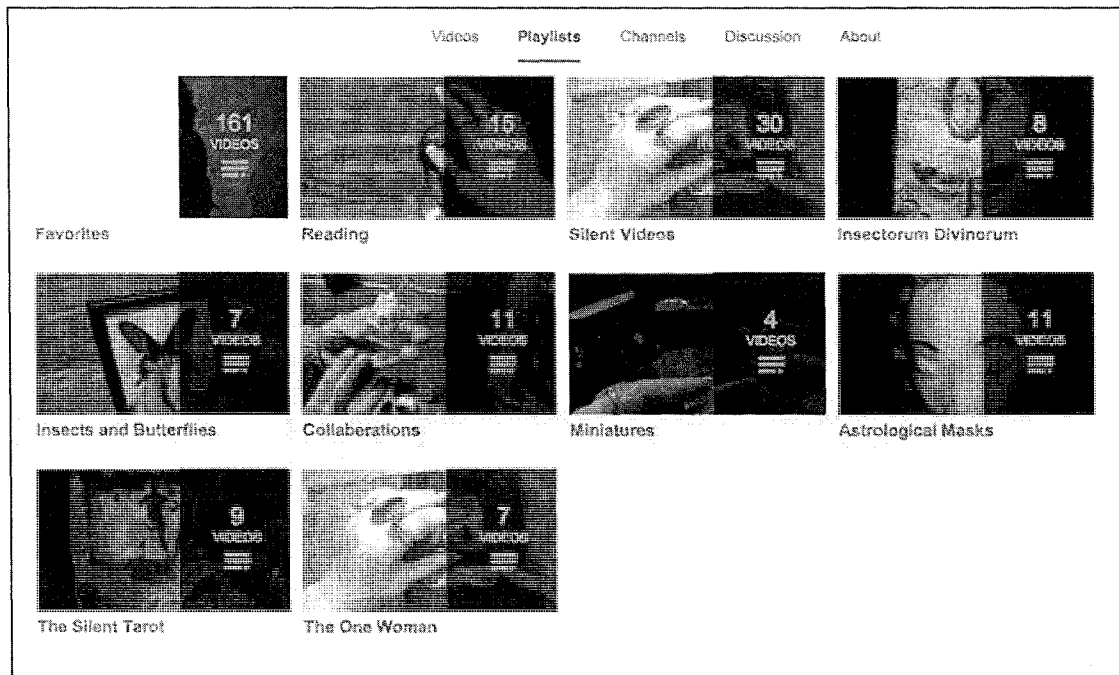 Videos Playlists Channels Discussion About
161 VIDEOS
Favorites
15 VIDEOS
Reading
30 VIDEOS
Silent Videos
8 VIDEOS
Insectorum Divinorum
7 VIDEOS
Insects and Butterflies
11 VIDEOS
Collaberations
4 VIDEOS
Miniatures
11 VIDEOS
Astrological Masks
9 VIDEOS
The Silent Tarot
7 VIDEOS
The One Woman